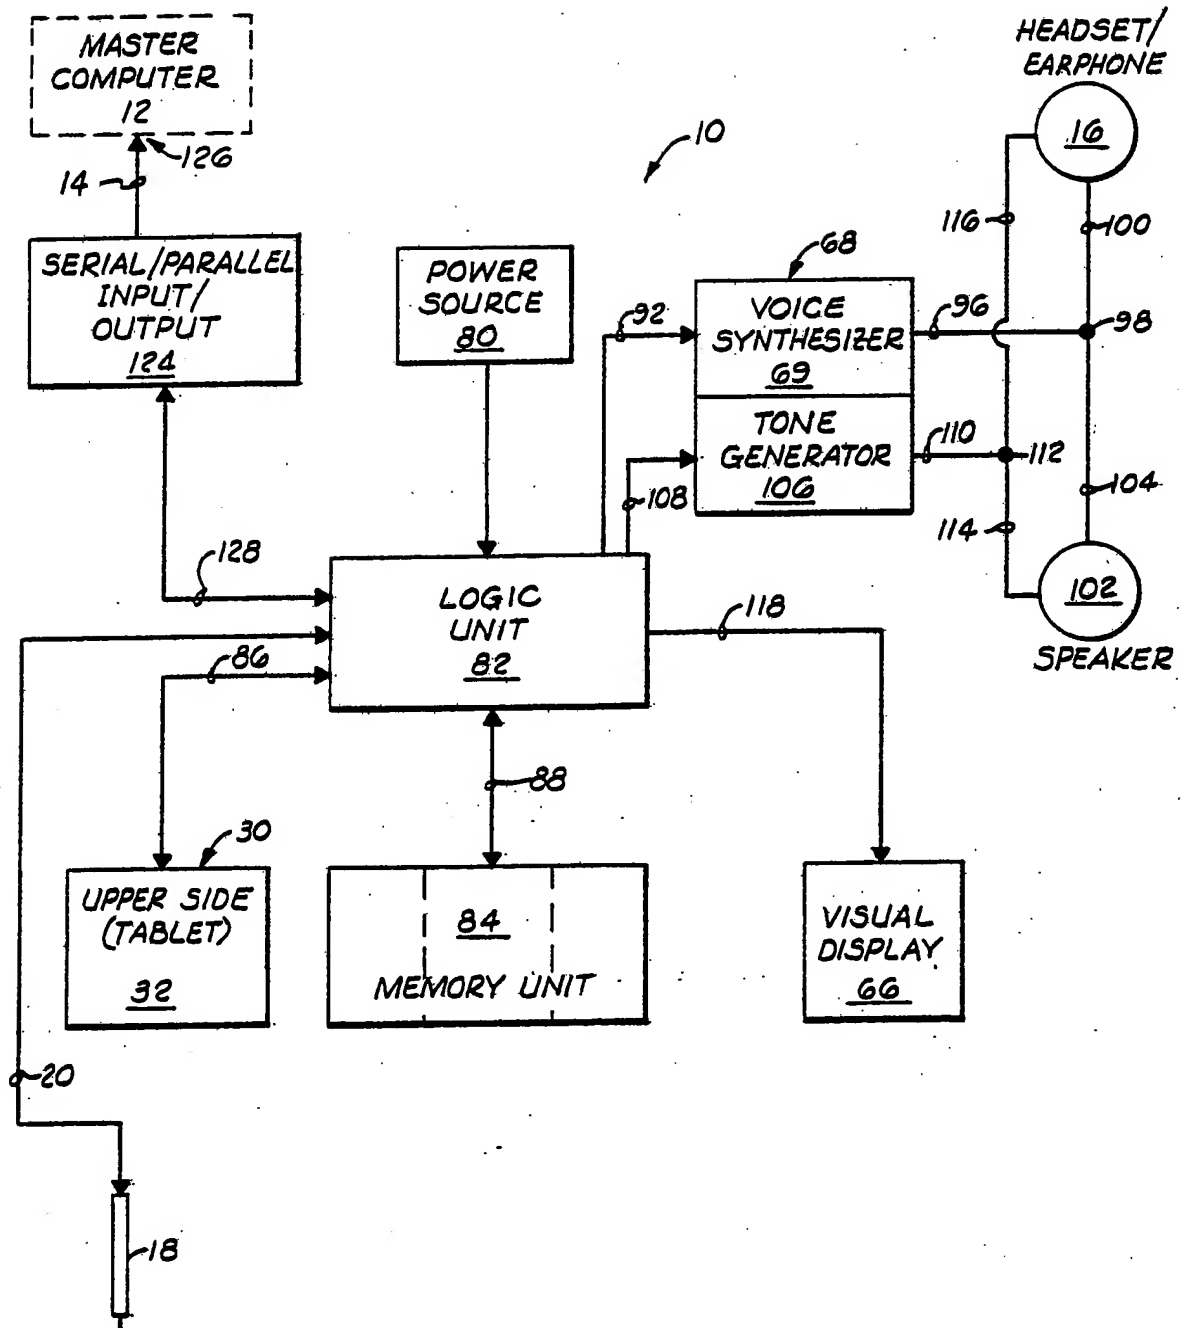 MASTER
COMPUTER
12
126
14
SERIAL/PARALLEL
INPUT/
OUTPUT
124
POWER
SOURCE
80
10
HEADSET/
EARPHONE
16
116
100
68
VOICE
SYNTHESIZER
69
92
96
98
TONE
GENERATOR
106
108
110
112
114
104
102
SPEAKER
128
LOGIC
UNIT
82
118
86
88
30
UPPER SIDE
(TABLET)
32
84
MEMORY UNIT
VISUAL
DISPLAY
66
20
18